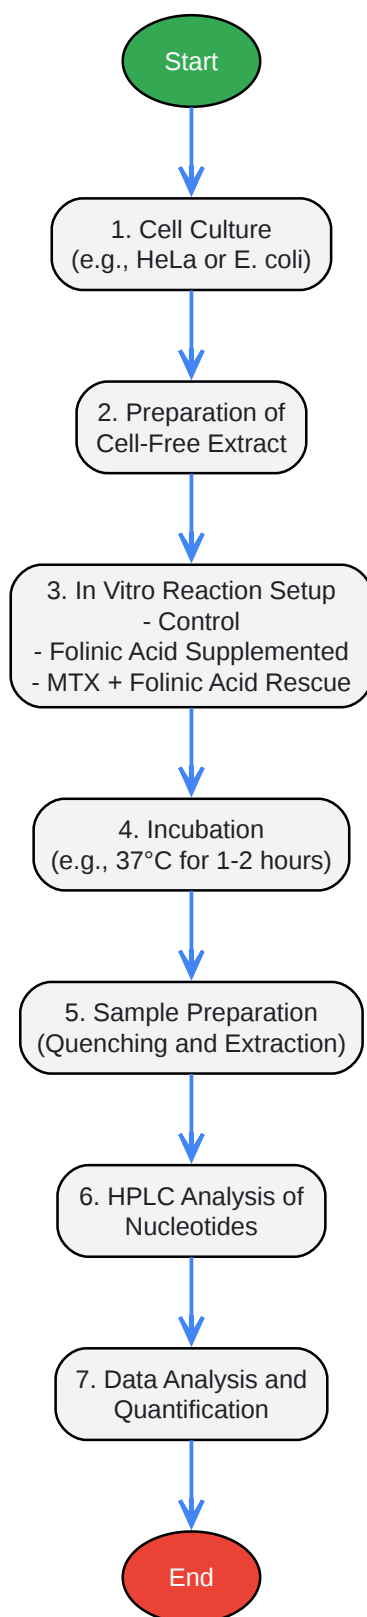 Start
1. Cell Culture
(e.g., HeLa or E. coli)
2. Preparation of
Cell-Free Extract
3. In Vitro Reaction Setup
- Control
- Folinic Acid Supplemented
- MTX + Folinic Acid Rescue
4. Incubation
(e.g., 37°C for 1-2 hours)
5. Sample Preparation
(Quenching and Extraction)
6. HPLC Analysis of
Nucleotides
7. Data Analysis and
Quantification
End